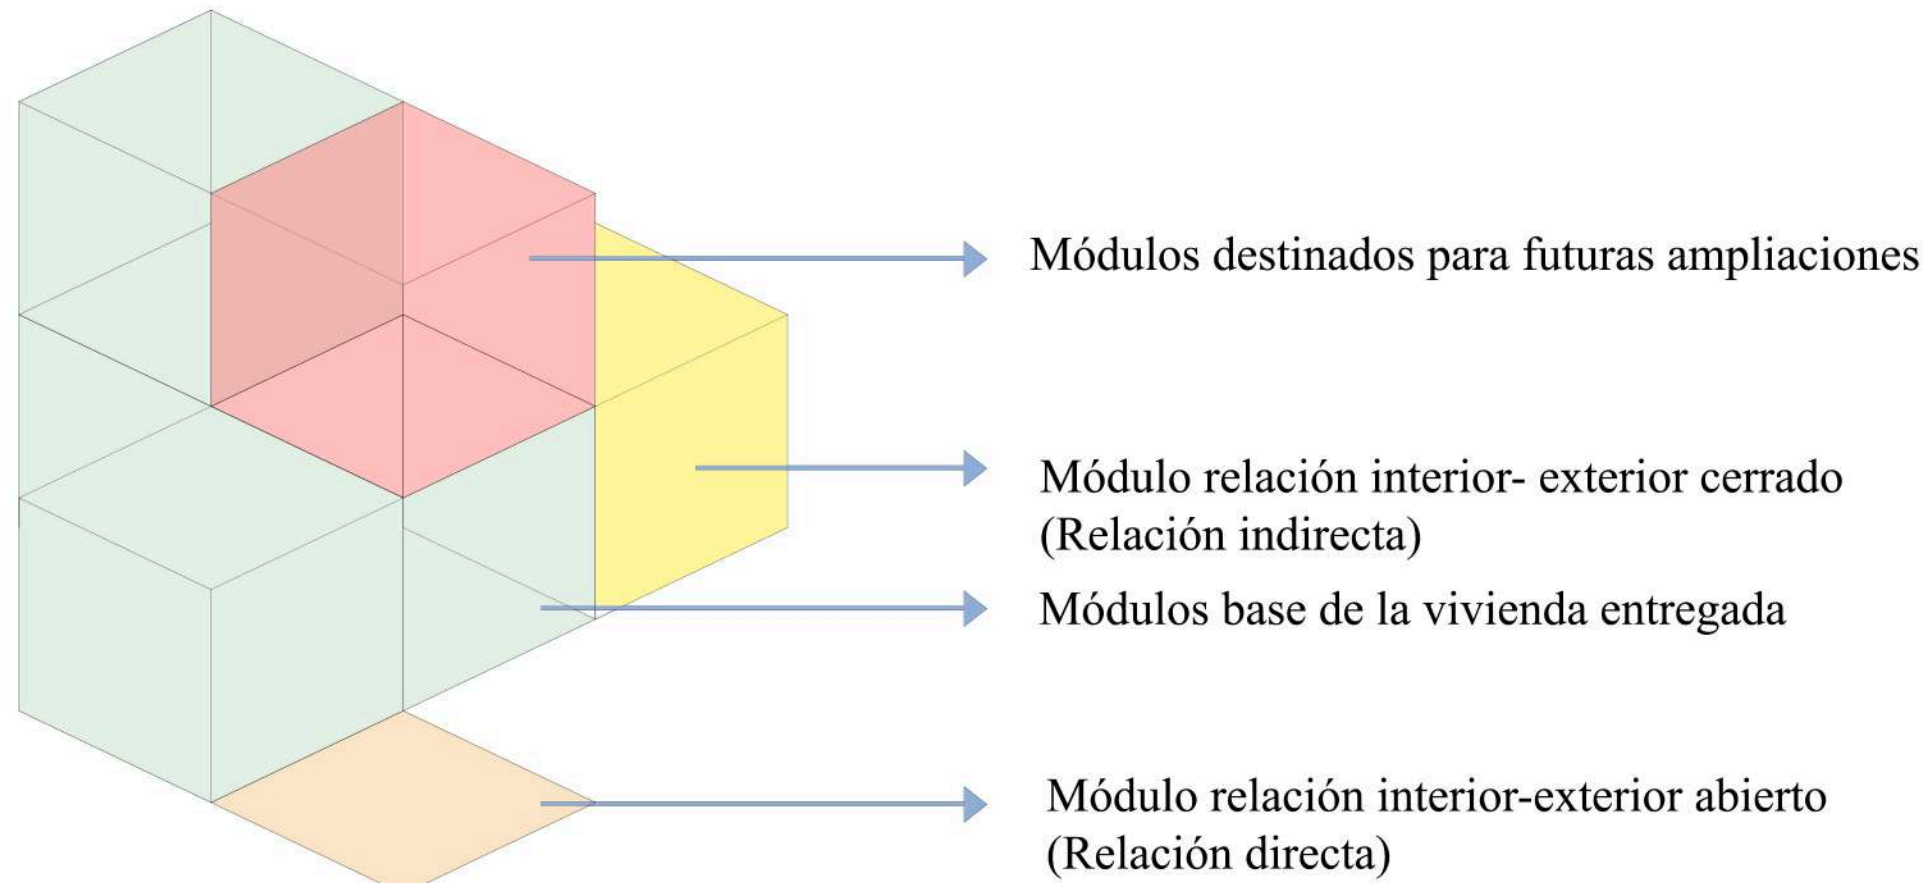 Módulos destinados para futuras ampliaciones
Módulo relación interior- exterior cerrado
(Relación indirecta)
Módulos base de la vivienda entregada
Módulo relación interior-exterior abierto
(Relación directa)